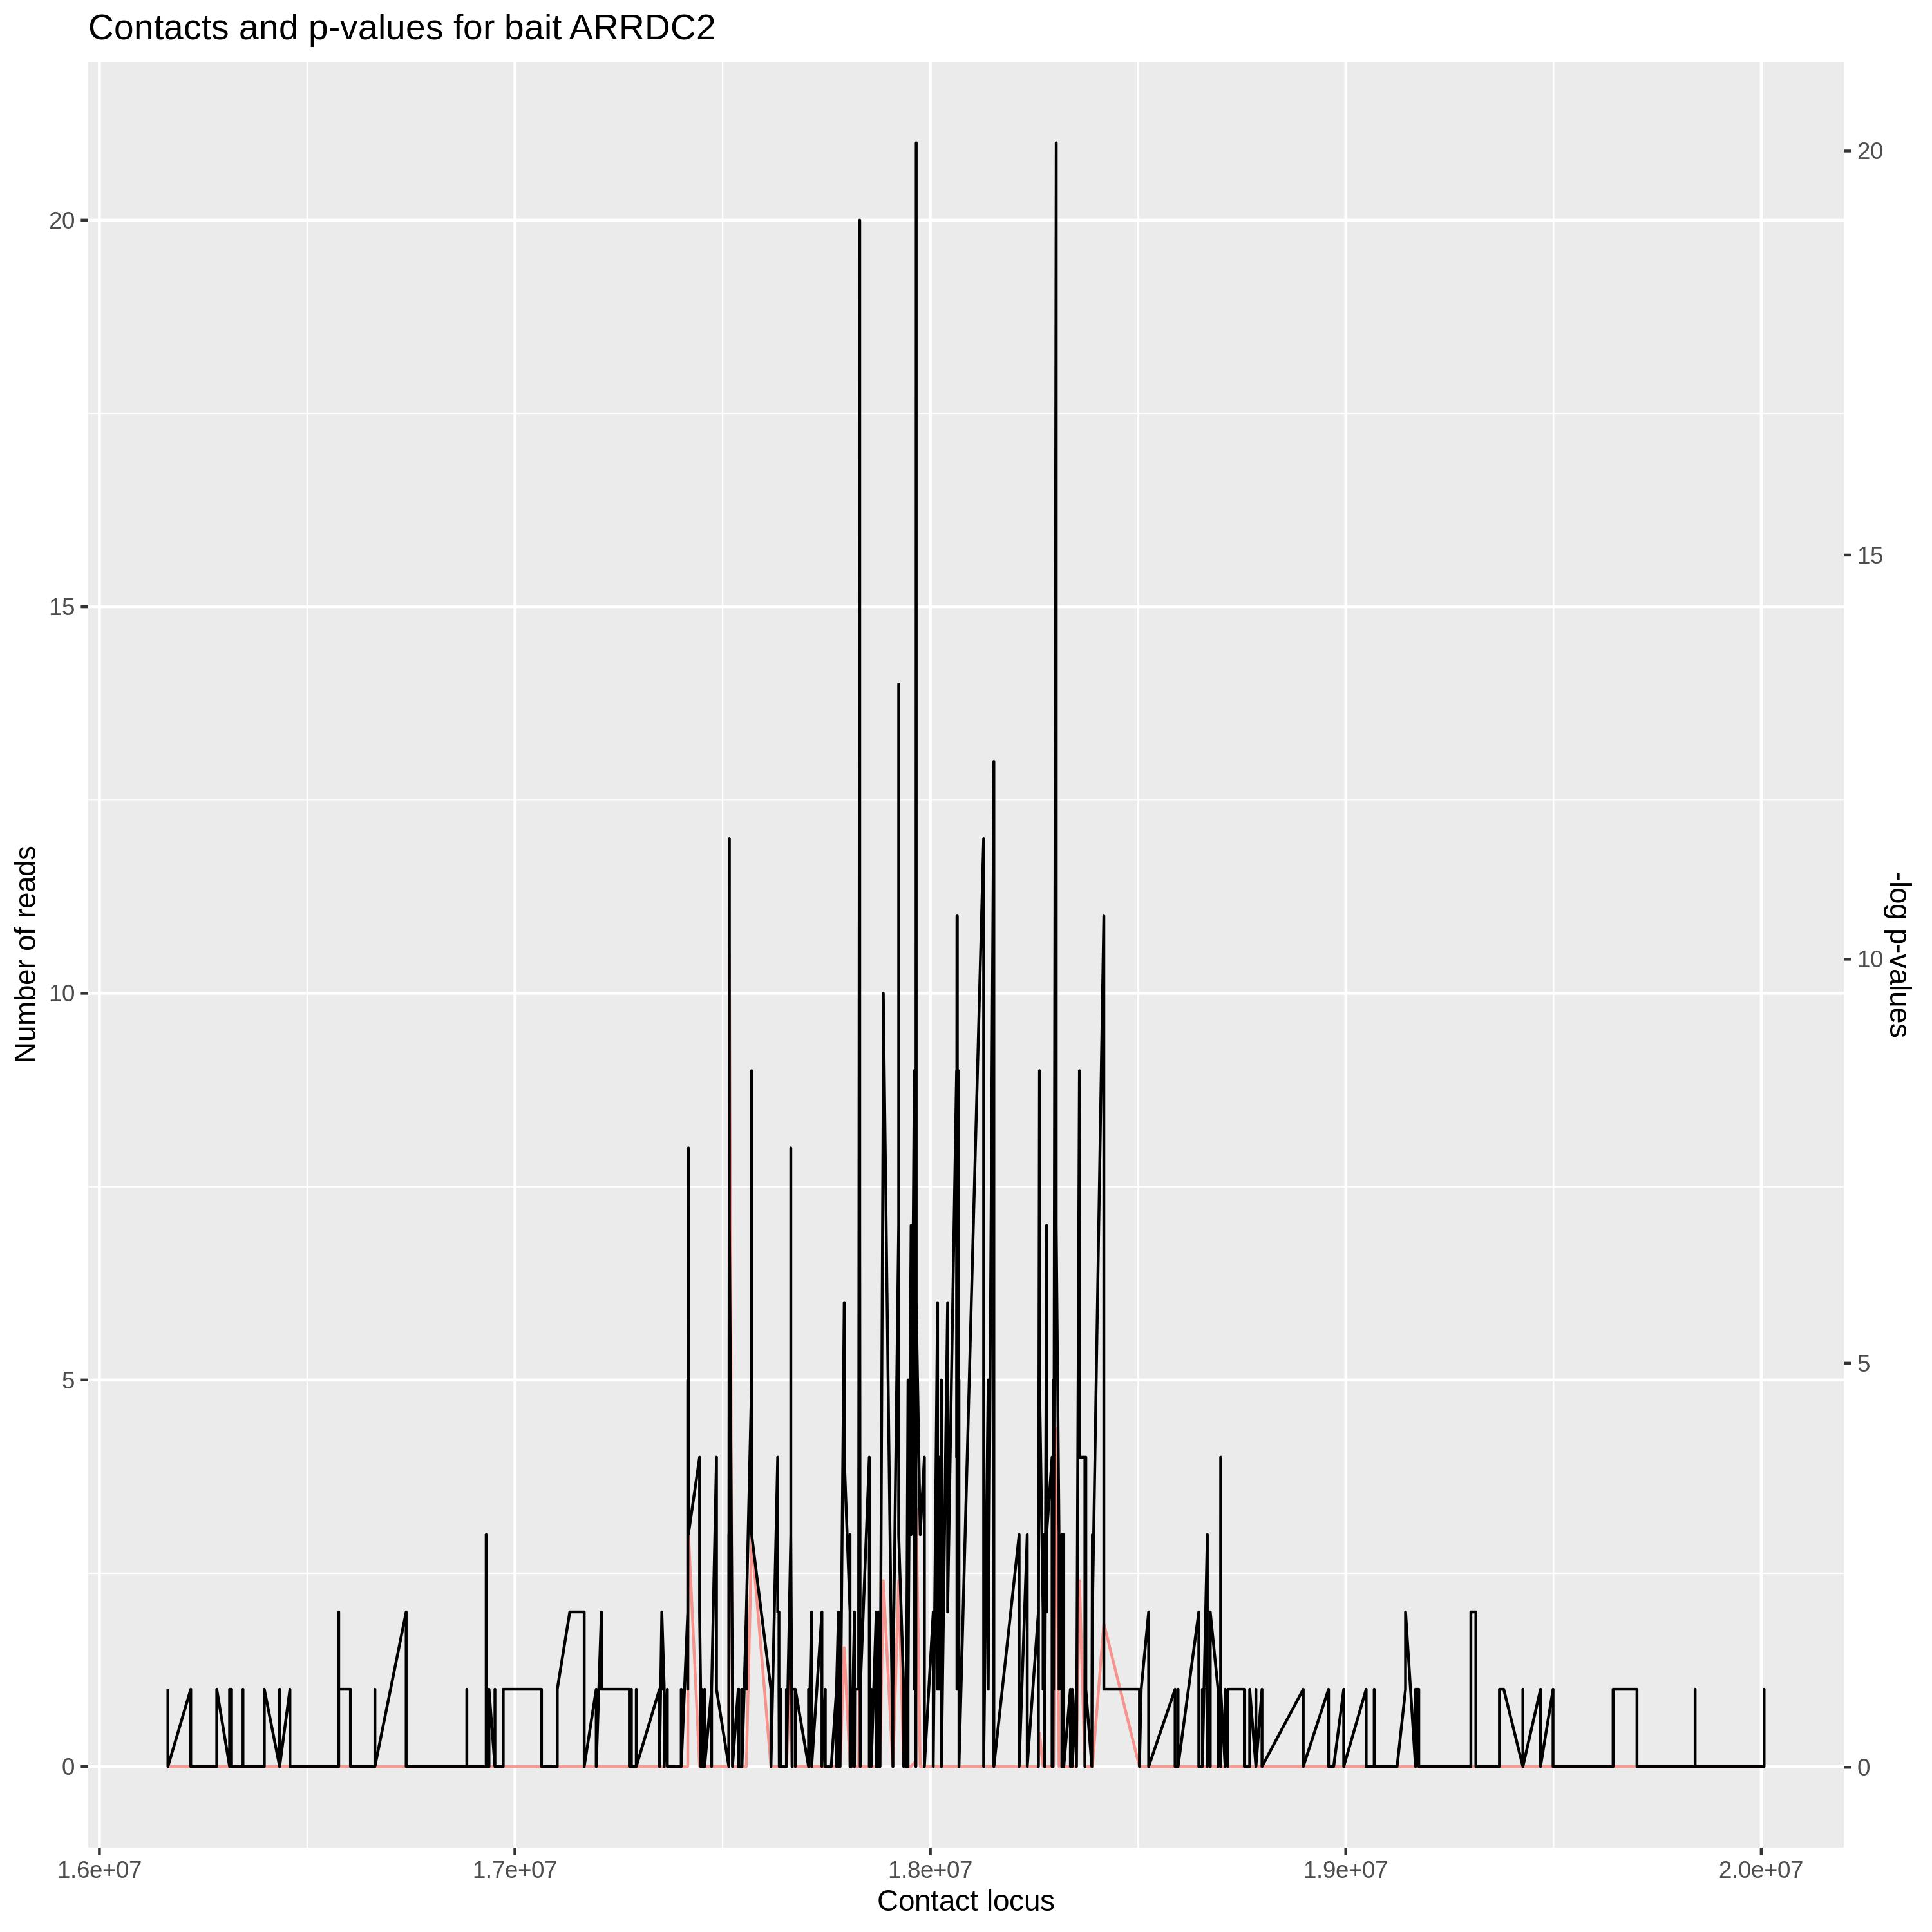 Contacts and p-values for bait ARRDC2
Number of reads
20
15
10
5
0
20
15
10
5
0
-log p-values
1.6e+07
1.7e+07
1.8e+07
1.9e+07
2.0e+07
Contact locus